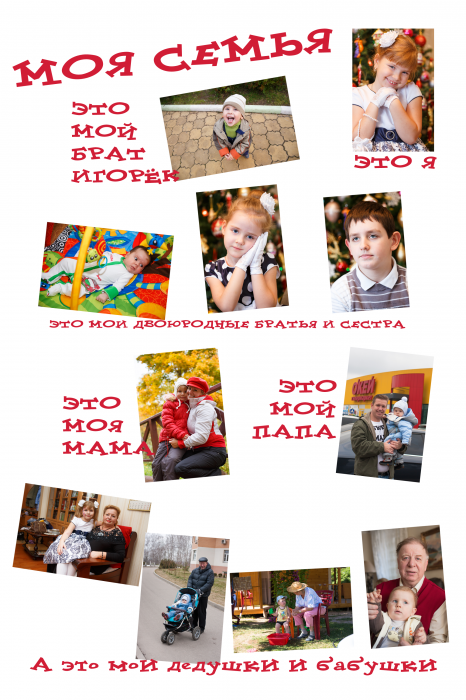 МОЯ СЕМЬЯ
ЭТО
МОЙ
БРАТ
ИГОРЁК
ЭТО Я
ЭТО МОИ ДВОЮРОДНЫЕ БРАТЬЯ И СЕСТРА
ЭТО
МОЯ
МАМА
ЭТО
МОЙ
ПАПА
О'КЕЙ
А это мои дедушки и бабушки